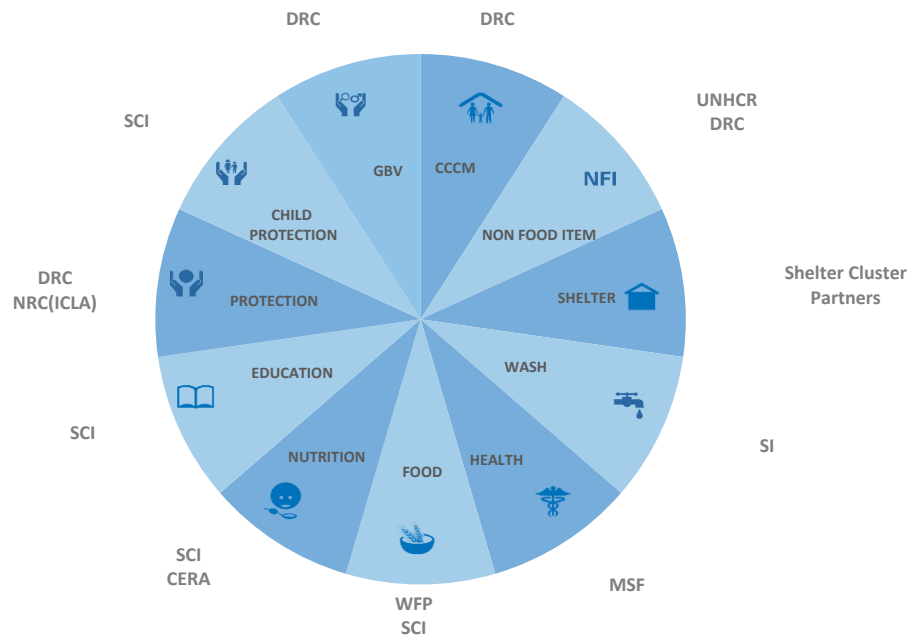 DRC
DRC
UNHCR
DRC
SCI
NFI
GBV
CCCM
CHILD
PROTECTION
NON FOOD ITEM
DRC
NRC(ICLA)
PROTECTION
SHELTER
Shelter Cluster
Partners
EDUCATION
WASH
SCI
SI
NUTRITION
FOOD
HEALTH
SCI
CERA
WFP
SCI
MSF